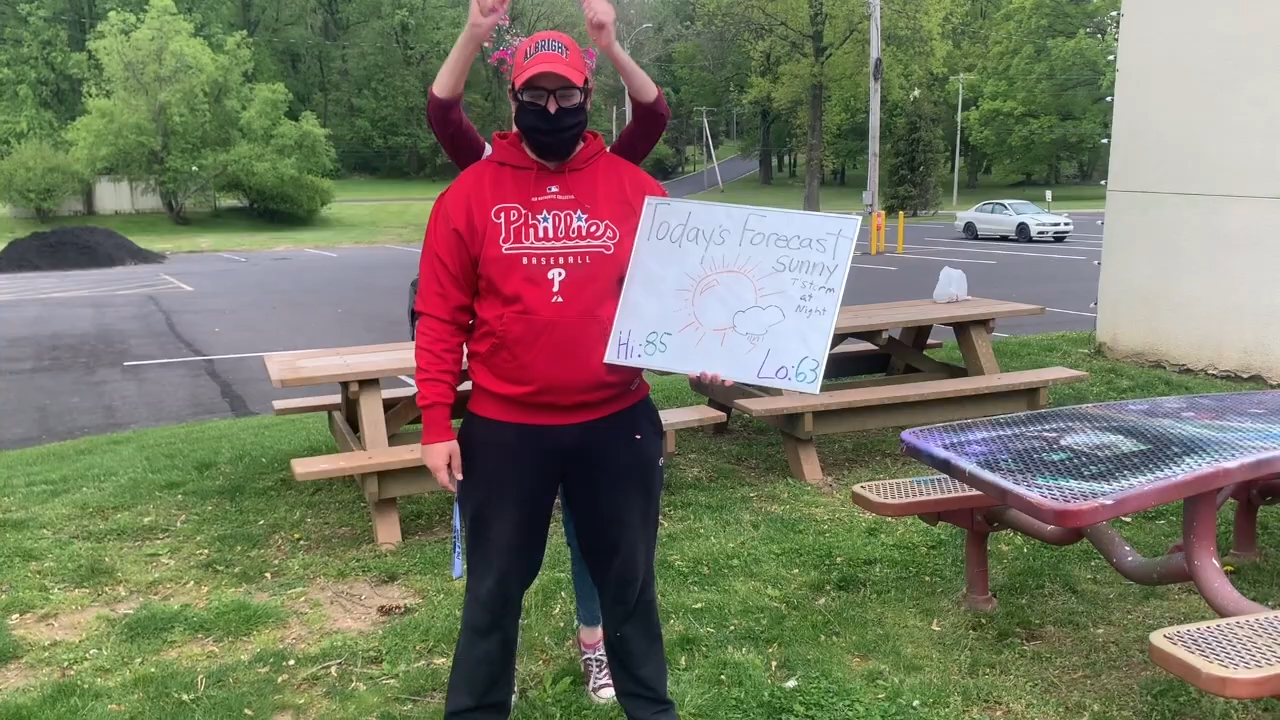 ALBRIGHT
Phillies
BASEBALL
P
Today's Forecast
Sunny
T Storm
at
Night
Hi:85
Lo:63